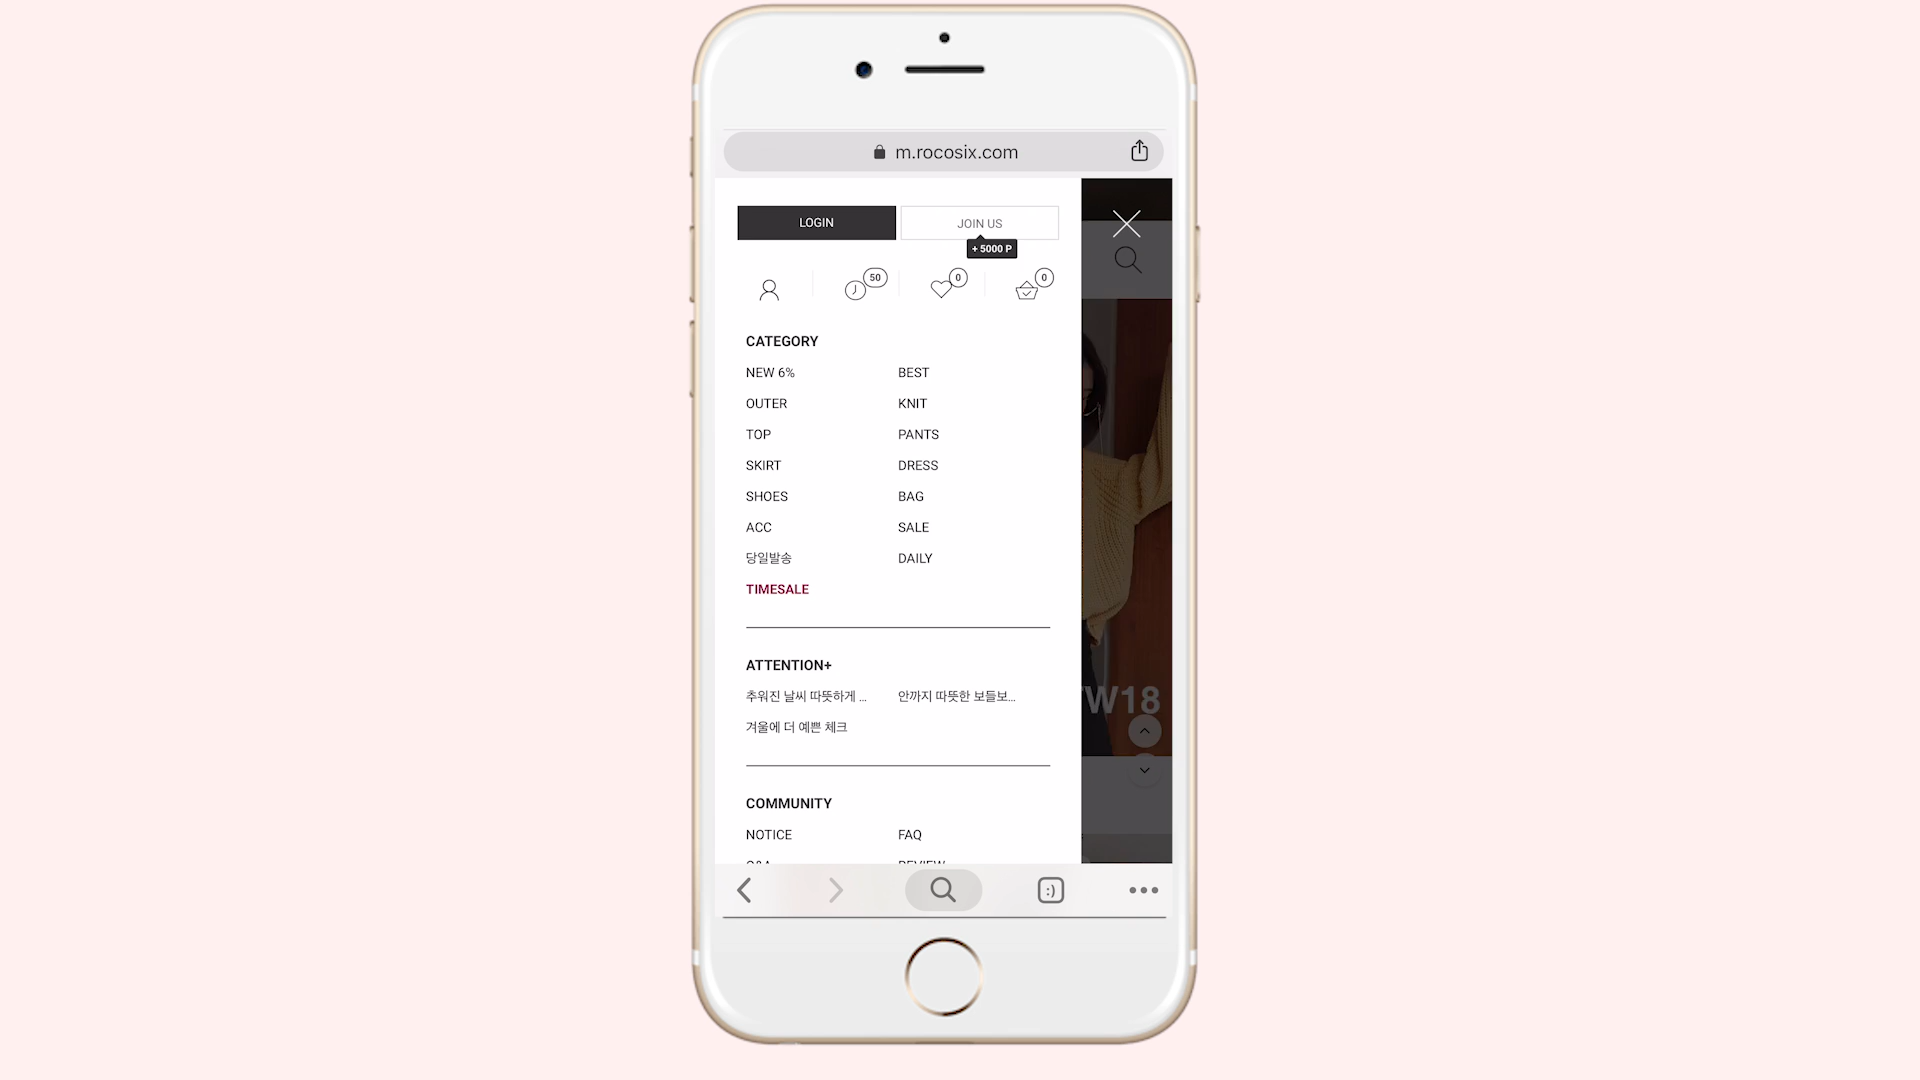 m.rocosix.com
LOGIN
JOIN US
+ 5000 P
50
0
0
CATEGORY
NEW 6%
BEST
OUTER
KNIT
TOP
PANTS
SKIRT
DRESS
SHOES
BAG
ACC
SALE
당일발송
DAILY
TIMESALE
ATTENTION+
추워진 날씨 따뜻하게 ...
안까지 따뜻한 보들보...
겨울에 더 예쁜 체크
W18
COMMUNITY
NOTICE
FAQ
Q&A
REVIEW
:)